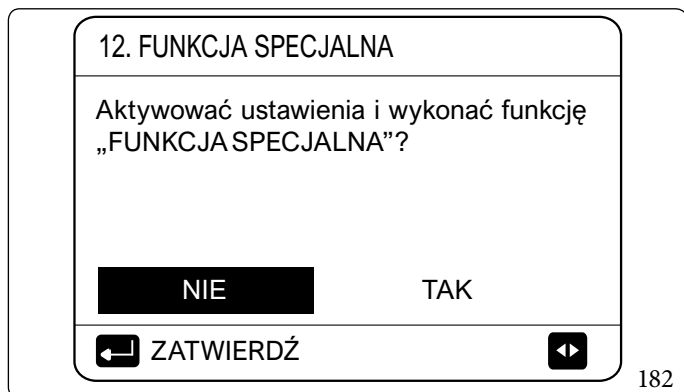 12. FUNKCJA SPECJALNA
Aktywować ustawienia i wykonać funkcję
„FUNKCJA SPECJALNA”?
NIE TAK
ZATWIERDŹ
182